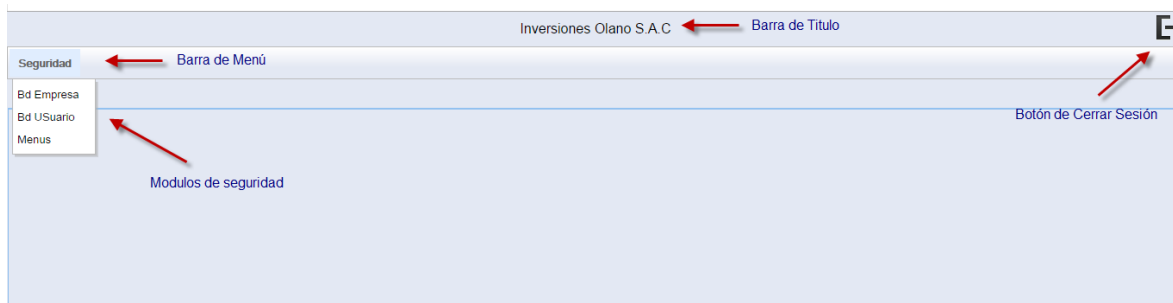 Inversiones Olano S.A.C
Barra de Titulo
Seguridad
Barra de Menú
Bd Empresa
Bd USuario
Menus
Botón de Cerrar Sesión
Modulos de seguridad